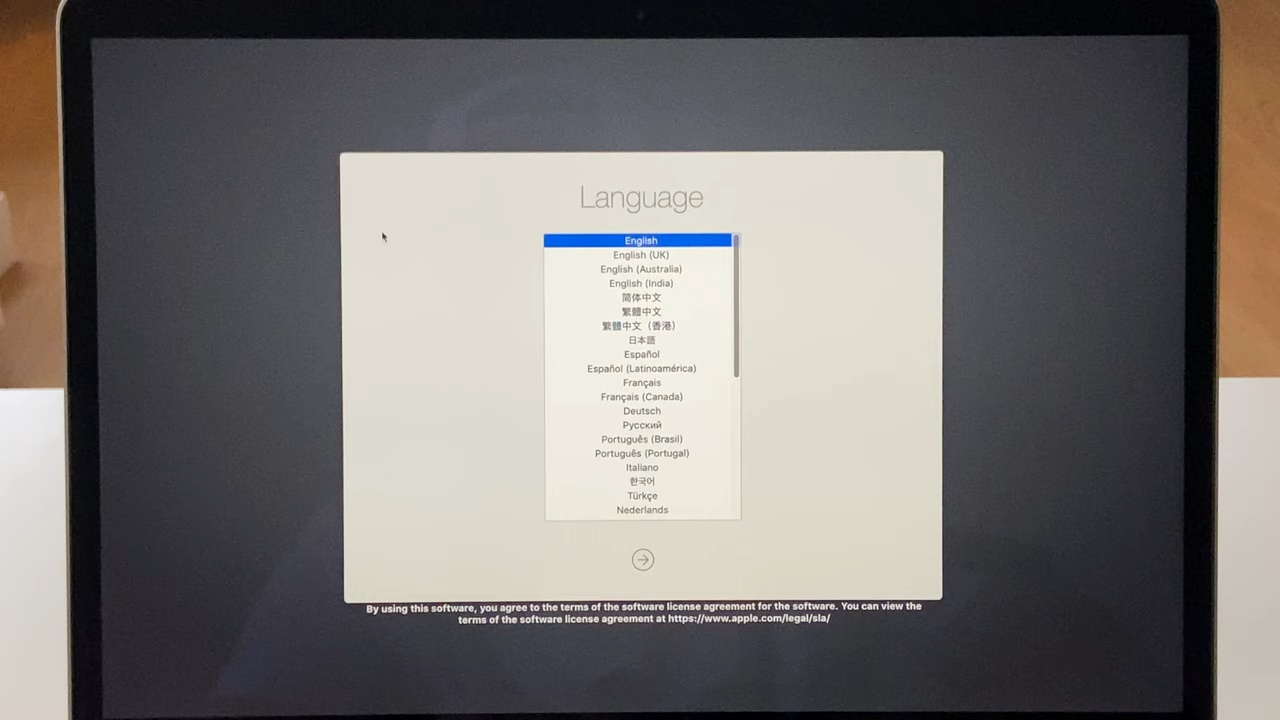 Language
English
English (UK)
English (Australia)
English (India)
简体中文
繁體中文
繁體中文（香港）
日本語
Español
Español (Latinoamérica)
Français
Français (Canada)
Deutsch
Русский
Português (Brasil)
Português (Portugal)
Italiano
한국어
Türkçe
Nederlands
By using this software, you agree to the terms of the software license agreement for the software. You can view the
terms of the software license agreement at https://www.apple.com/legal/sla/